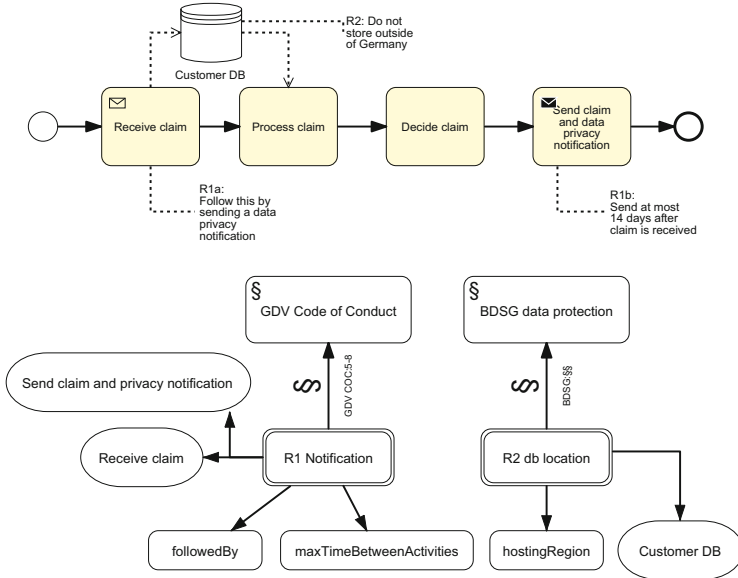 R2: Do not
store outside
of Germany
Customer DB
Receive claim
Process claim
Decide claim
Send claim
and data
privacy
notification
R1a:
Follow this by
sending a data
privacy
notification
R1b:
Send at most
14 days after
claim is received
§
GDV Code of Conduct
§
BDSG data protection
Send claim and privacy notification
§
GDV COC:5-8
§
BDSG:§§
Receive claim
R1 Notification
R2 db location
followedBy
maxTimeBetweenActivities
hostingRegion
Customer DB